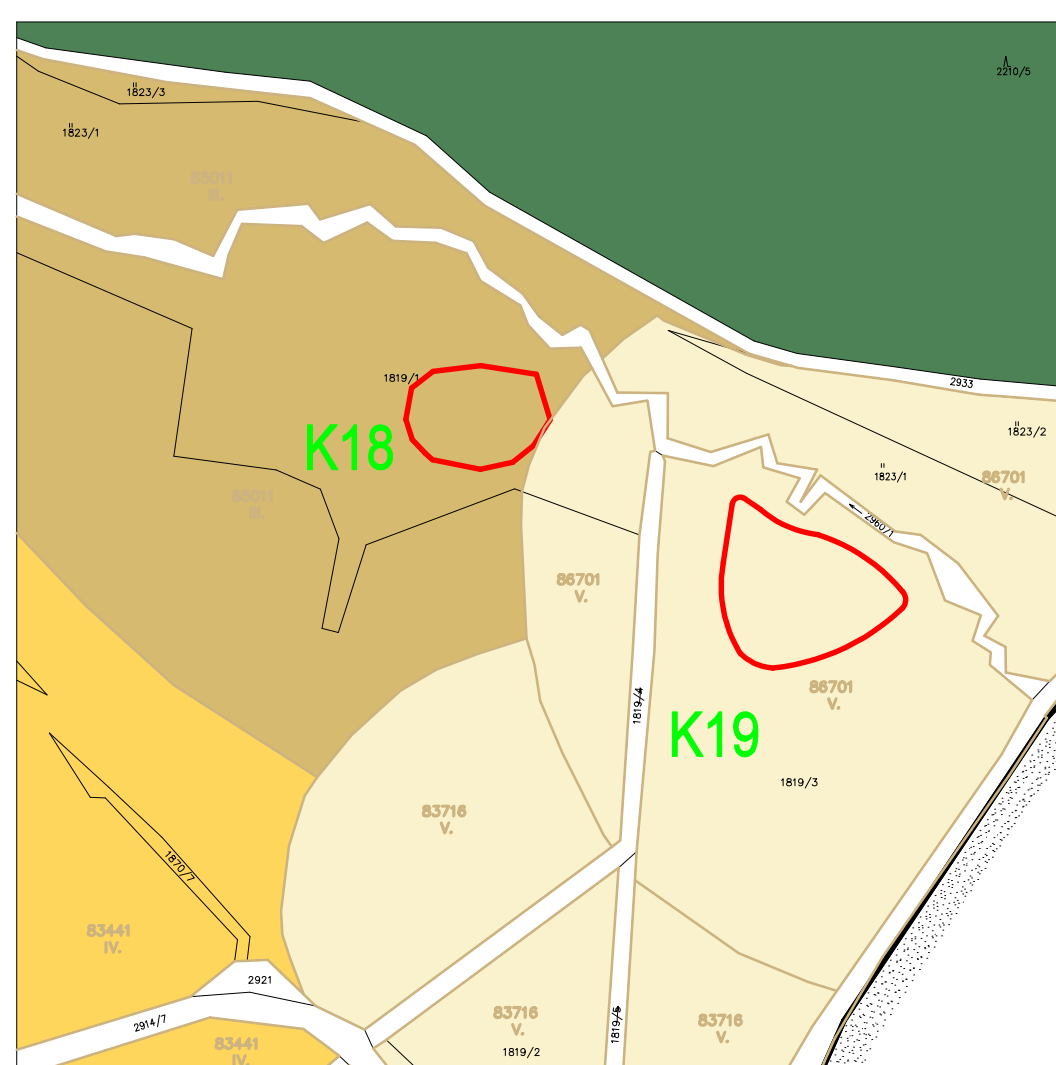 2210/5
1823/3
1823/1
85011
III.
1819/1
2933
1823/2
K18
1823/1
86701
V.
85011
III.
2960/1
86701
V.
86701
V.
1819/4
K19
1819/3
83716
V.
1870/7
83441
IV.
2921
83716
V.
83716
V.
2914/7
1819/5
83441
IV.
1819/2